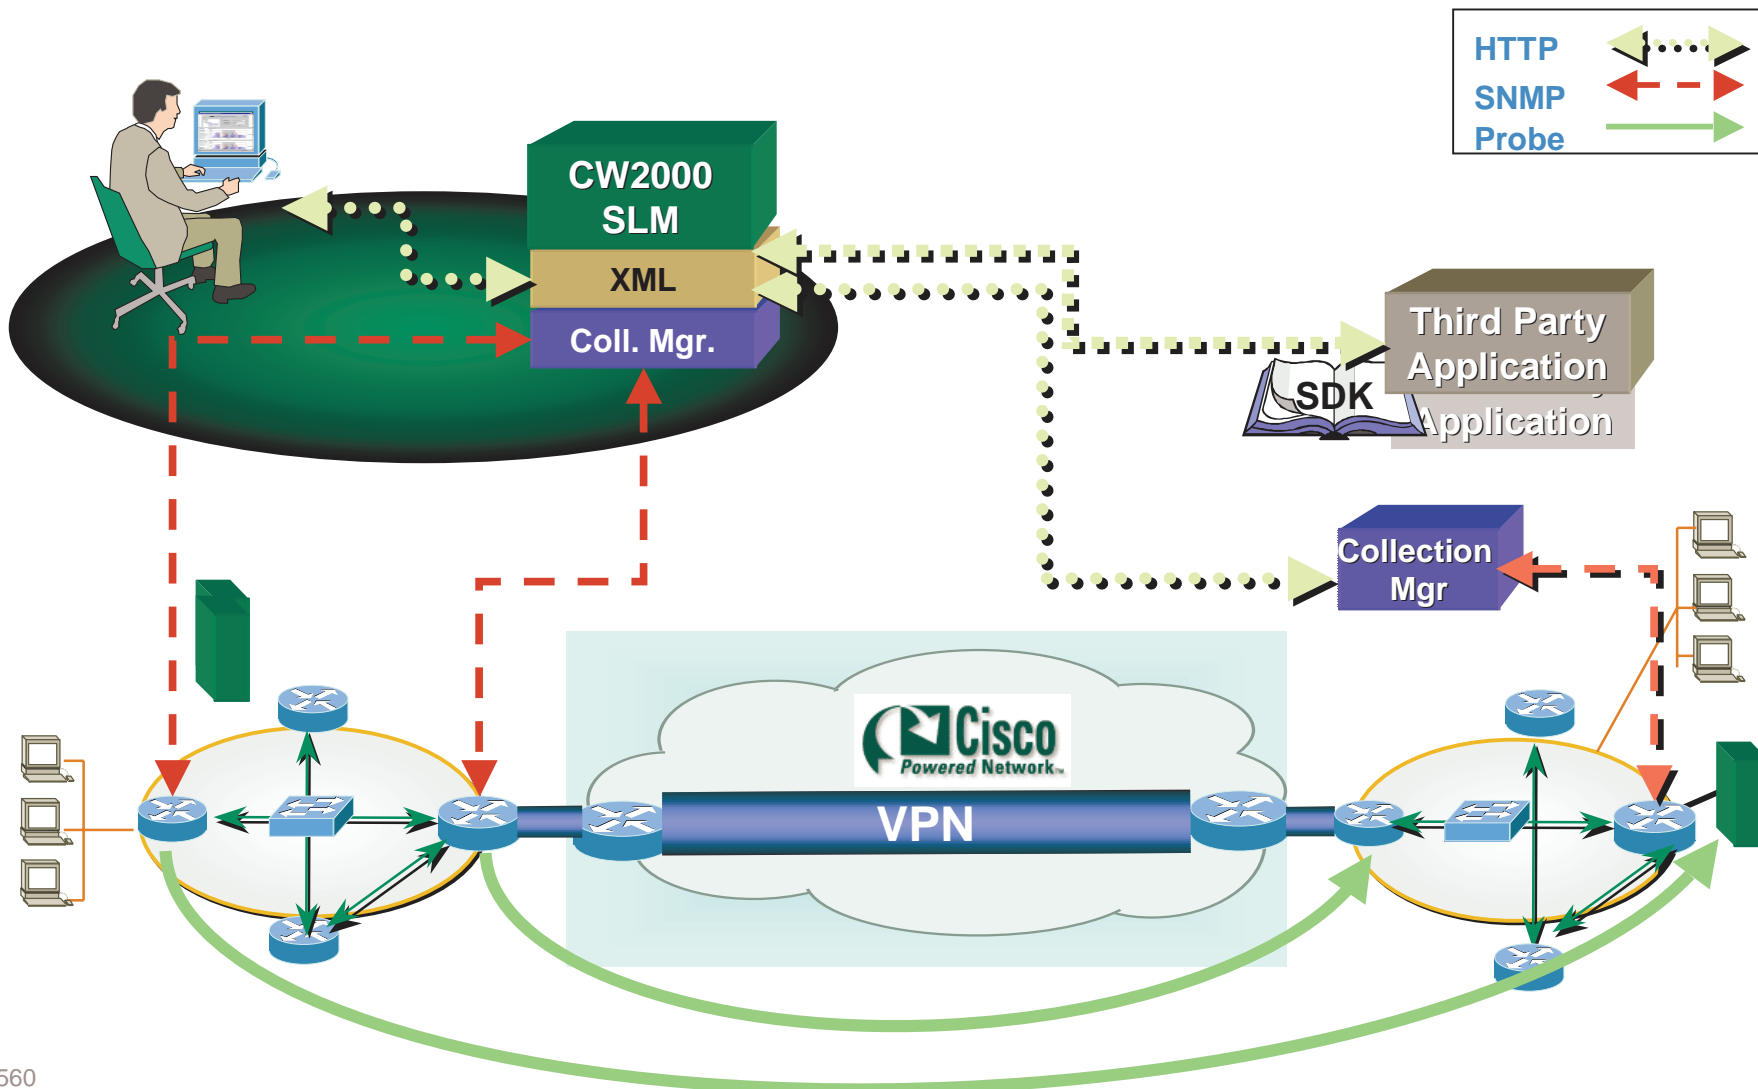 HTTP
SNMP
Probe
CW2000
SLM
XML
Coll. Mgr.
Third Party
Application
Application
SDK
Collection
Mgr
Cisco
Powered Network
VPN
560